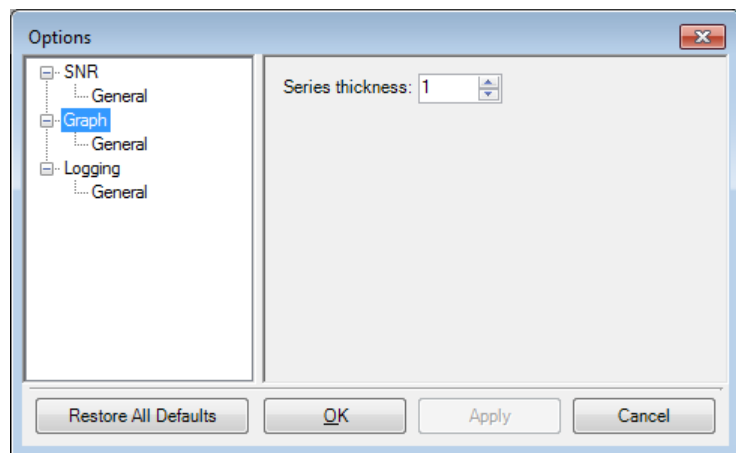 Options
SNR
General
Graph
General
Logging
General
Series thickness: 1
Restore All Defaults
OK
Apply
Cancel